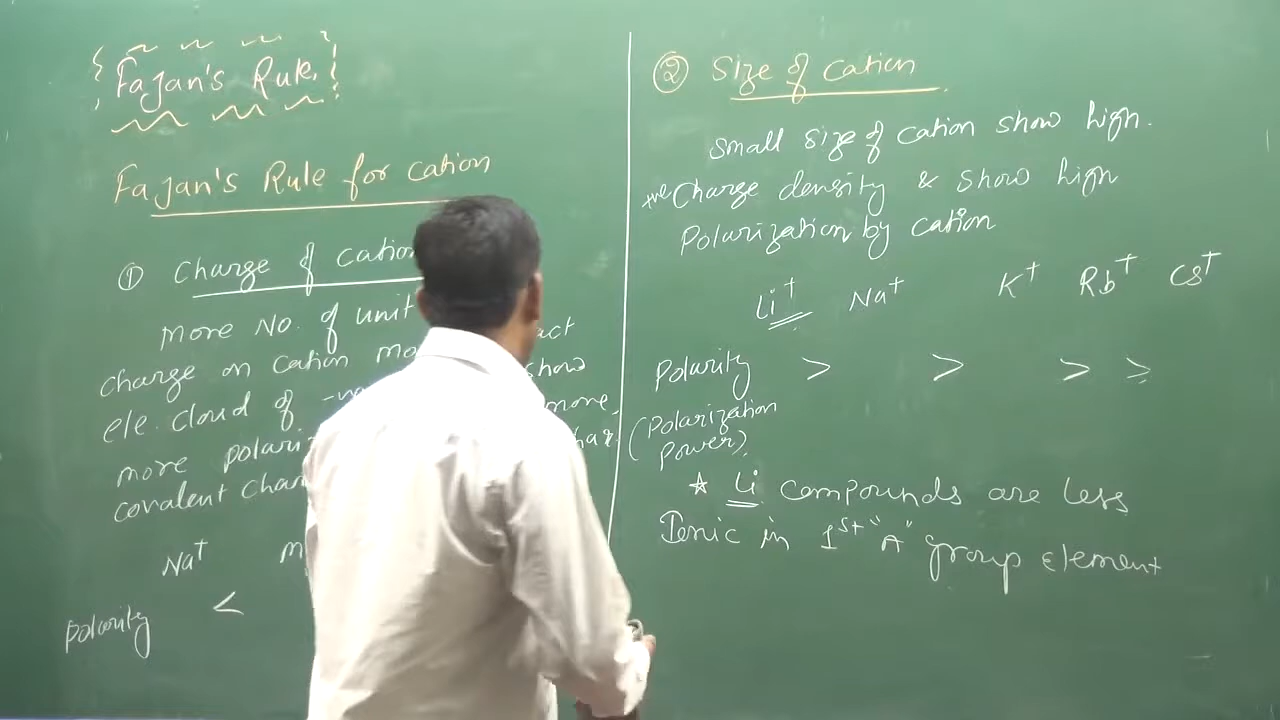 Fajan's Rule
Fajan's Rule for cation
① Charge of cation
more No. of unit
act
charge on cation
show
ele. cloud of
more,
more
covalent
Na⁺
Polarity <
② Size of cation
Small size of cation show high.
+ve Charge density & show high
Polarization by cation
Li⁺ Na⁺ K⁺ Rb⁺ Cs⁺
Polarity > > > >
(Polarization
Power).
☆ Li compounds are less
Ionic in 1st "A" group element